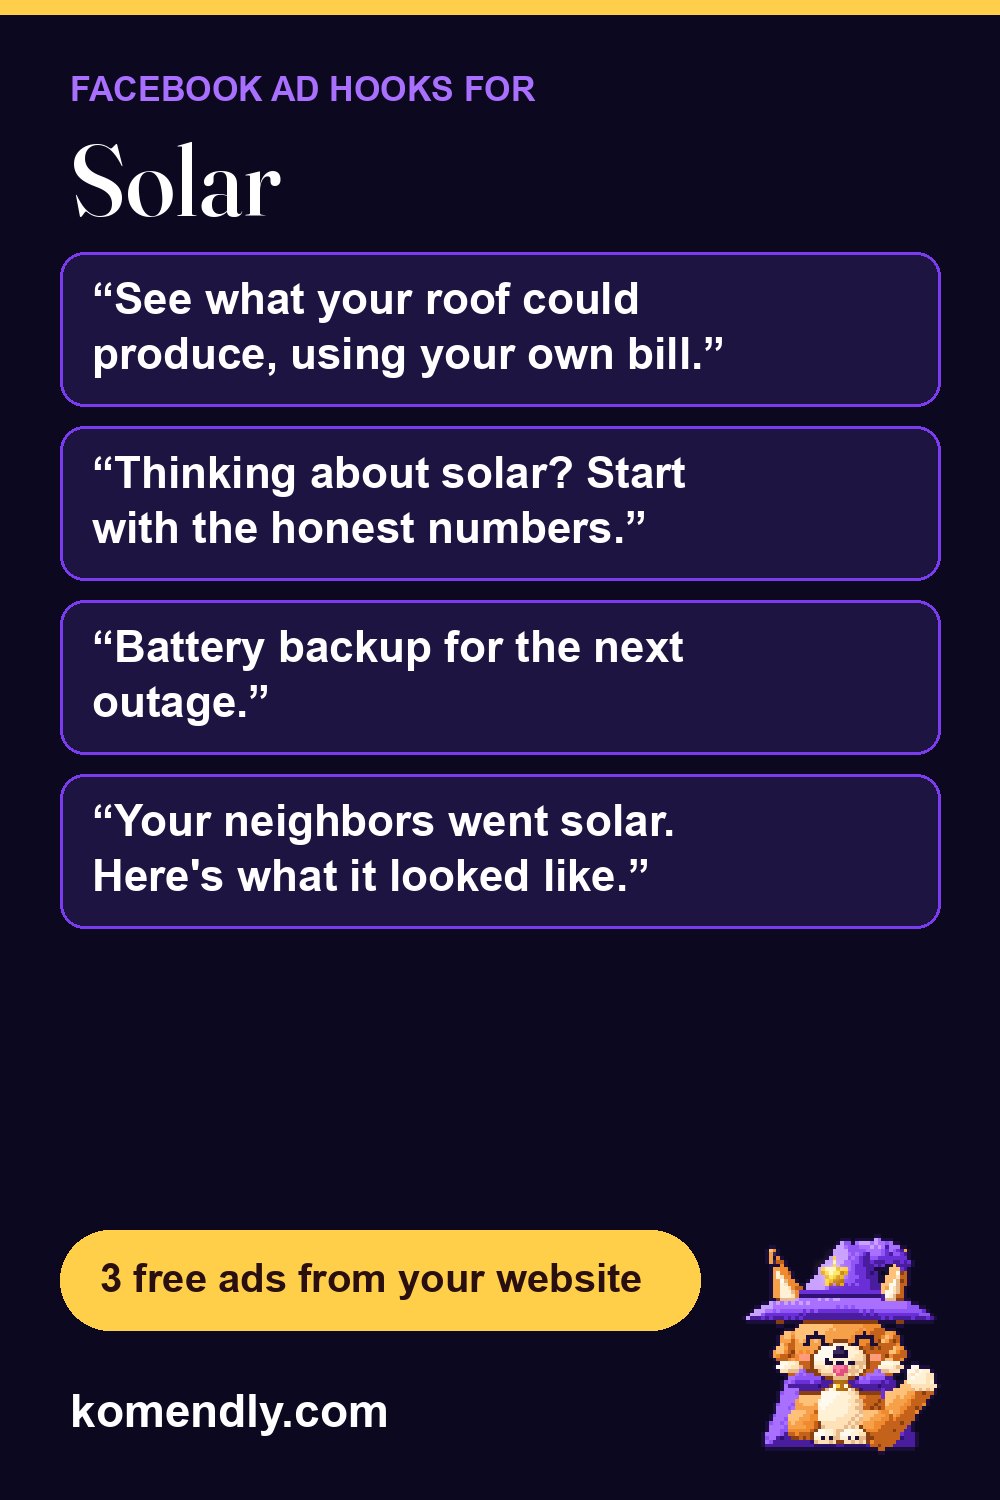 FACEBOOK AD HOOKS FOR
Solar
“See what your roof could
produce, using your own bill.”
“Thinking about solar? Start
with the honest numbers.”
“Battery backup for the next
outage.”
“Your neighbors went solar.
Here's what it looked like.”
3 free ads from your website
komendly.com